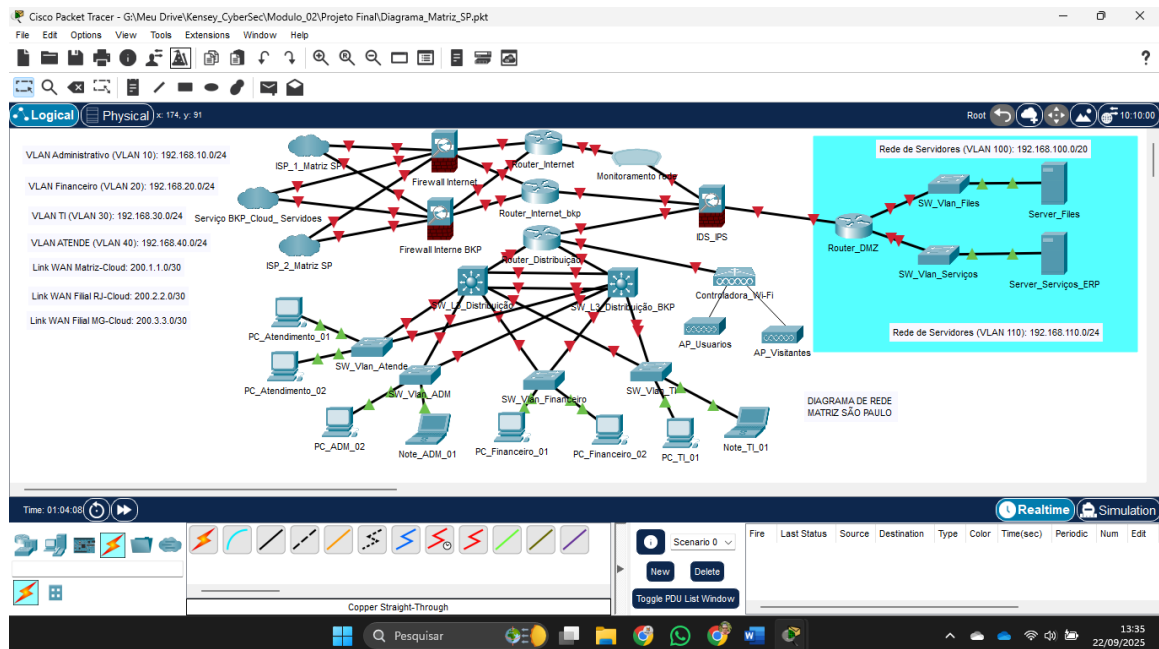 Cisco Packet Tracer - G:\Meu Drive\Kensey_CyberSec\Modulo_02\Projeto Final\Diagrama_Matriz_SP.pkt
File Edit Options View Tools Extensions Window Help
?
Logical Physical x: 174, y: 91 Root 10:10:00
VLAN Administrativo (VLAN 10): 192.168.10.0/24
VLAN Financeiro (VLAN 20): 192.168.20.0/24
VLAN TI (VLAN 30): 192.168.30.0/24
VLAN ATENDE (VLAN 40): 192.168.40.0/24
Link WAN Matriz-Cloud: 200.1.1.0/30
Link WAN Filial RJ-Cloud: 200.2.2.0/30
Link WAN Filial MG-Cloud: 200.3.3.0/30
ISP_1_Matriz SP
Serviço BKP_Cloud_ Servidoes
ISP_2_Matriz SP
Firewall Internet
Firewall Interne BKP
Router_Internet
Router_Internet_bkp
Router_Distribuição
Monitoramento rede
IDS_IPS
SW_L3_Distribuição
SW_L3_Distribuição_BKP
Controladora_Wi-Fi
AP_Usuarios
AP_Visitantes
PC_Atendimento_01
PC_Atendimento_02
SW_Vlan_Atende
SW_Vlan_ADM
SW_Vlan_Financeiro
SW_Vlan_TI
PC_ADM_02
Note_ADM_01
PC_Financeiro_01
PC_Financeiro_02
PC_TI_01
Note_TI_01
Rede de Servidores (VLAN 100): 192.168.100.0/20
SW_Vlan_Files
Server_Files
Router_DMZ
SW_Vlan_Serviços
Server_Serviços_ERP
Rede de Servidores (VLAN 110): 192.168.110.0/24
DIAGRAMA DE REDE
MATRIZ SÃO PAULO
Time: 01:04:08
Realtime Simulation
Scenario 0
New Delete
Toggle PDU List Window
Fire Last Status Source Destination Type Color Time(sec) Periodic Num Edit
Copper Straight-Through
Pesquisar
13:35
22/09/2025